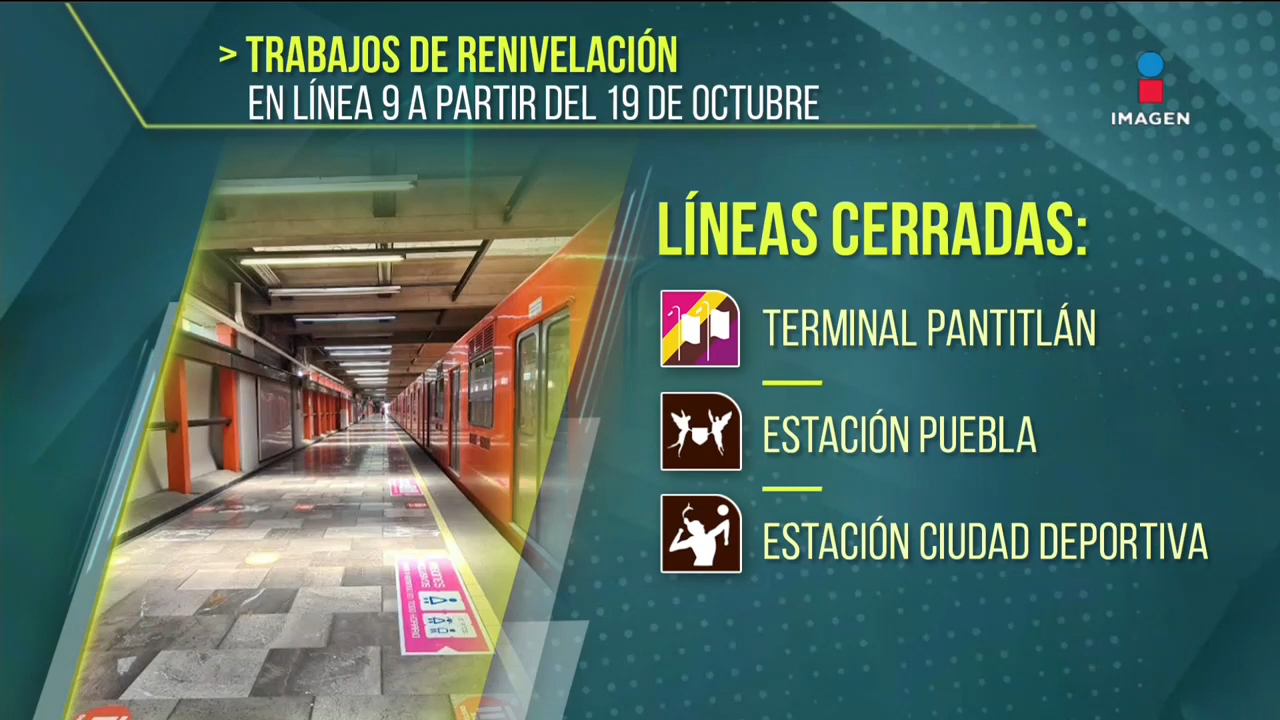 > TRABAJOS DE RENIVELACIÓN
EN LÍNEA 9 A PARTIR DEL 19 DE OCTUBRE
IMAGEN
LÍNEAS CERRADAS:
TERMINAL PANTITLÁN
ESTACIÓN PUEBLA
ESTACIÓN CIUDAD DEPORTIVA